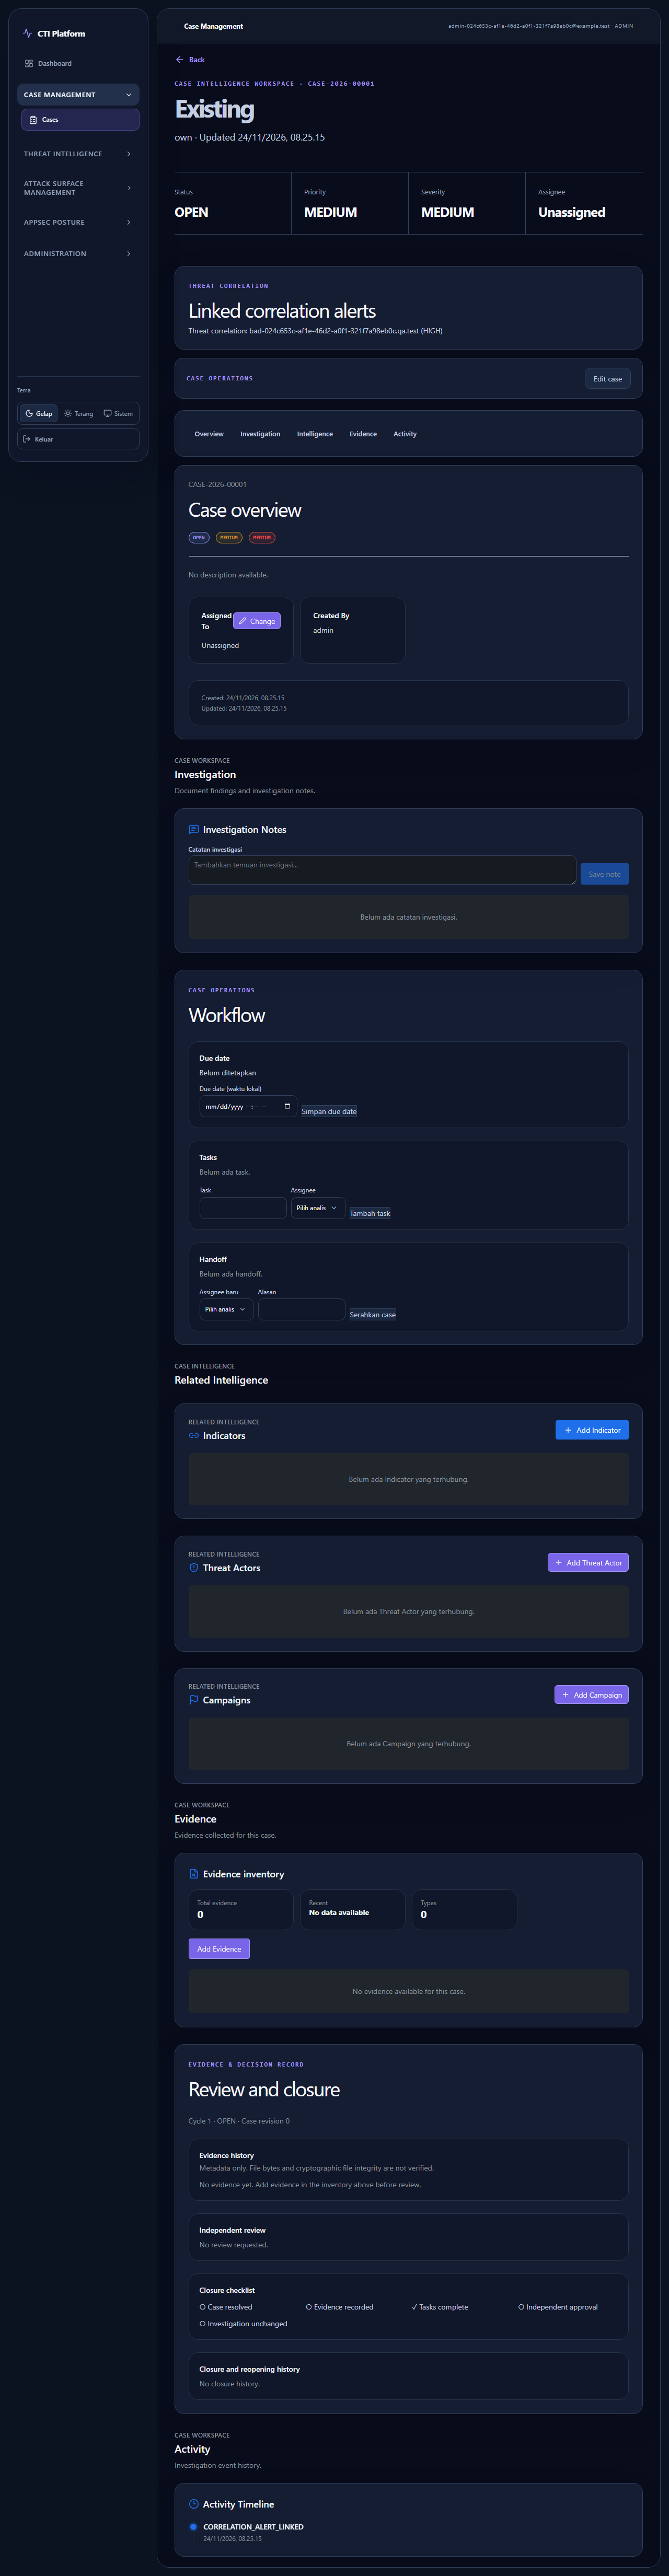 CTI Platform
Dashboard
CASE MANAGEMENT
Cases
THREAT INTELLIGENCE
ATTACK SURFACE
MANAGEMENT
APPSEC POSTURE
ADMINISTRATION
Tema
Gelap
Terang
Sistem
Keluar
Case Management
admin-024c653c-af1e-46d2-a0f1-321f7a98eb0c@example.test · ADMIN
Back
CASE INTELLIGENCE WORKSPACE · CASE-2026-00001
Existing
own · Updated 24/11/2026, 08.25.15
Status
OPEN
Priority
MEDIUM
Severity
MEDIUM
Assignee
Unassigned
THREAT CORRELATION
Linked correlation alerts
Threat correlation: bad-024c653c-af1e-46d2-a0f1-321f7a98eb0c.qa.test (HIGH)
CASE OPERATIONS
Edit case
Overview
Investigation
Intelligence
Evidence
Activity
CASE-2026-00001
Case overview
OPEN
MEDIUM
MEDIUM
No description available.
Assigned
To
Change
Unassigned
Created By
admin
Created: 24/11/2026, 08.25.15
Updated: 24/11/2026, 08.25.15
CASE WORKSPACE
Investigation
Document findings and investigation notes.
Investigation Notes
Catatan investigasi
Tambahkan temuan investigasi...
Save note
Belum ada catatan investigasi.
CASE OPERATIONS
Workflow
Due date
Belum ditetapkan
Due date (waktu lokal)
mm/dd/yyyy --:-- --
Simpan due date
Tasks
Belum ada task.
Task
Assignee
Pilih analis
Tambah task
Handoff
Belum ada handoff.
Assignee baru
Alasan
Pilih analis
Serahkan case
CASE INTELLIGENCE
Related Intelligence
RELATED INTELLIGENCE
Indicators
Add Indicator
Belum ada Indicator yang terhubung.
RELATED INTELLIGENCE
Threat Actors
Add Threat Actor
Belum ada Threat Actor yang terhubung.
RELATED INTELLIGENCE
Campaigns
Add Campaign
Belum ada Campaign yang terhubung.
CASE WORKSPACE
Evidence
Evidence collected for this case.
Evidence inventory
Total evidence
0
Recent
No data available
Types
0
Add Evidence
No evidence available for this case.
EVIDENCE & DECISION RECORD
Review and closure
Cycle 1 · OPEN · Case revision 0
Evidence history
Metadata only. File bytes and cryptographic file integrity are not verified.
No evidence yet. Add evidence in the inventory above before review.
Independent review
No review requested.
Closure checklist
○ Case resolved
○ Evidence recorded
✓ Tasks complete
○ Independent approval
○ Investigation unchanged
Closure and reopening history
No closure history.
CASE WORKSPACE
Activity
Investigation event history.
Activity Timeline
CORRELATION_ALERT_LINKED
24/11/2026, 08.25.15